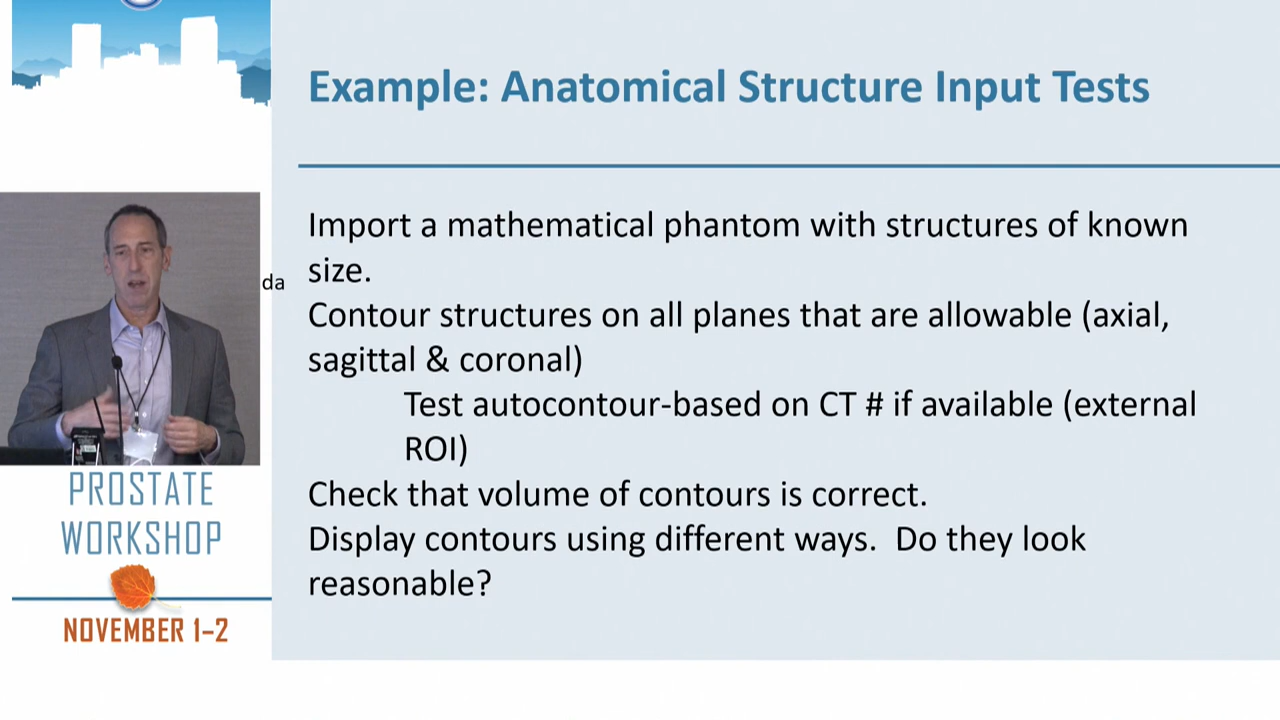 Example: Anatomical Structure Input Tests
Import a mathematical phantom with structures of known
size.
da
Contour structures on all planes that are allowable (axial,
sagittal & coronal)
Test autocontour-based on CT # if available (external
ROI)
Check that volume of contours is correct.
Display contours using different ways.  Do they look
reasonable?
PROSTATE
WORKSHOP
NOVEMBER 1–2